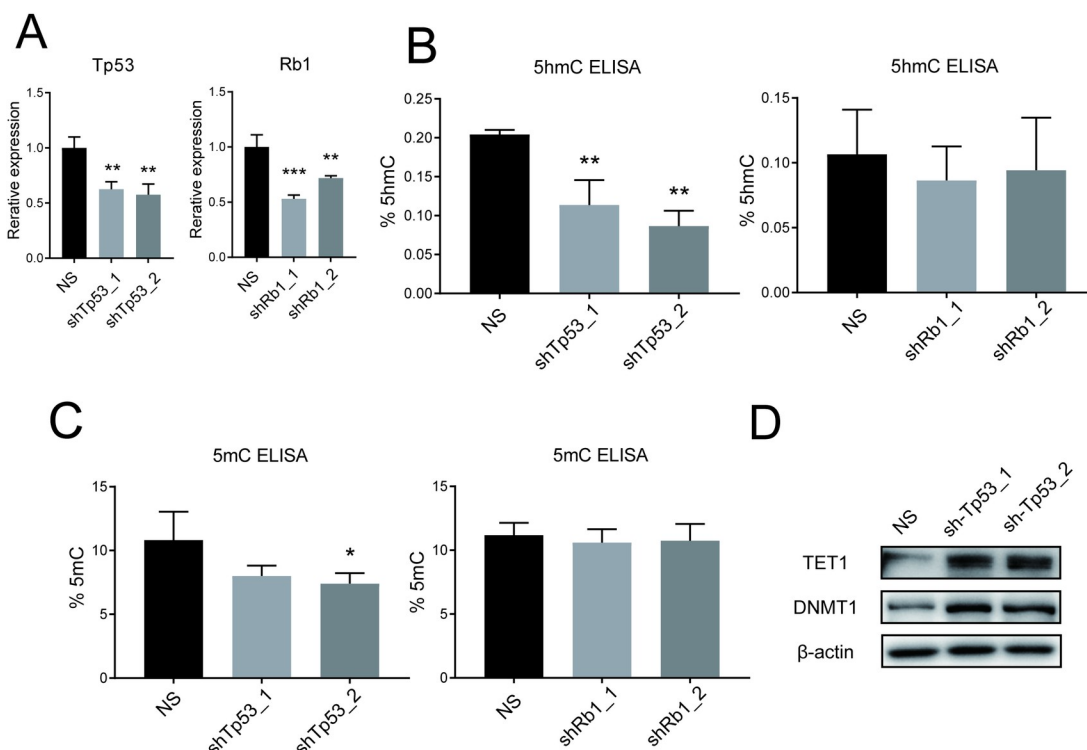 A
Tp53
Rerative expression
1.5
1.0
0.5
0.0
**
**
NS
shTp53_1
shTp53_2
Rb1
Rerative expression
1.5
1.0
0.5
0.0
***
**
NS
shRb1_1
shRb1_2
B
5hmC ELISA
% 5hmC
0.25
0.20
0.15
0.10
0.05
0.00
**
**
NS
shTp53_1
shTp53_2
5hmC ELISA
% 5hmC
0.15
0.10
0.05
0.00
NS
shRb1_1
shRb1_2
C
5mC ELISA
% 5mC
15
10
5
0
*
NS
shTp53_1
shTp53_2
5mC ELISA
% 5mC
15
10
5
0
NS
shRb1_1
shRb1_2
D
NS
sh-Tp53_1
sh-Tp53_2
TET1
DNMT1
β-actin